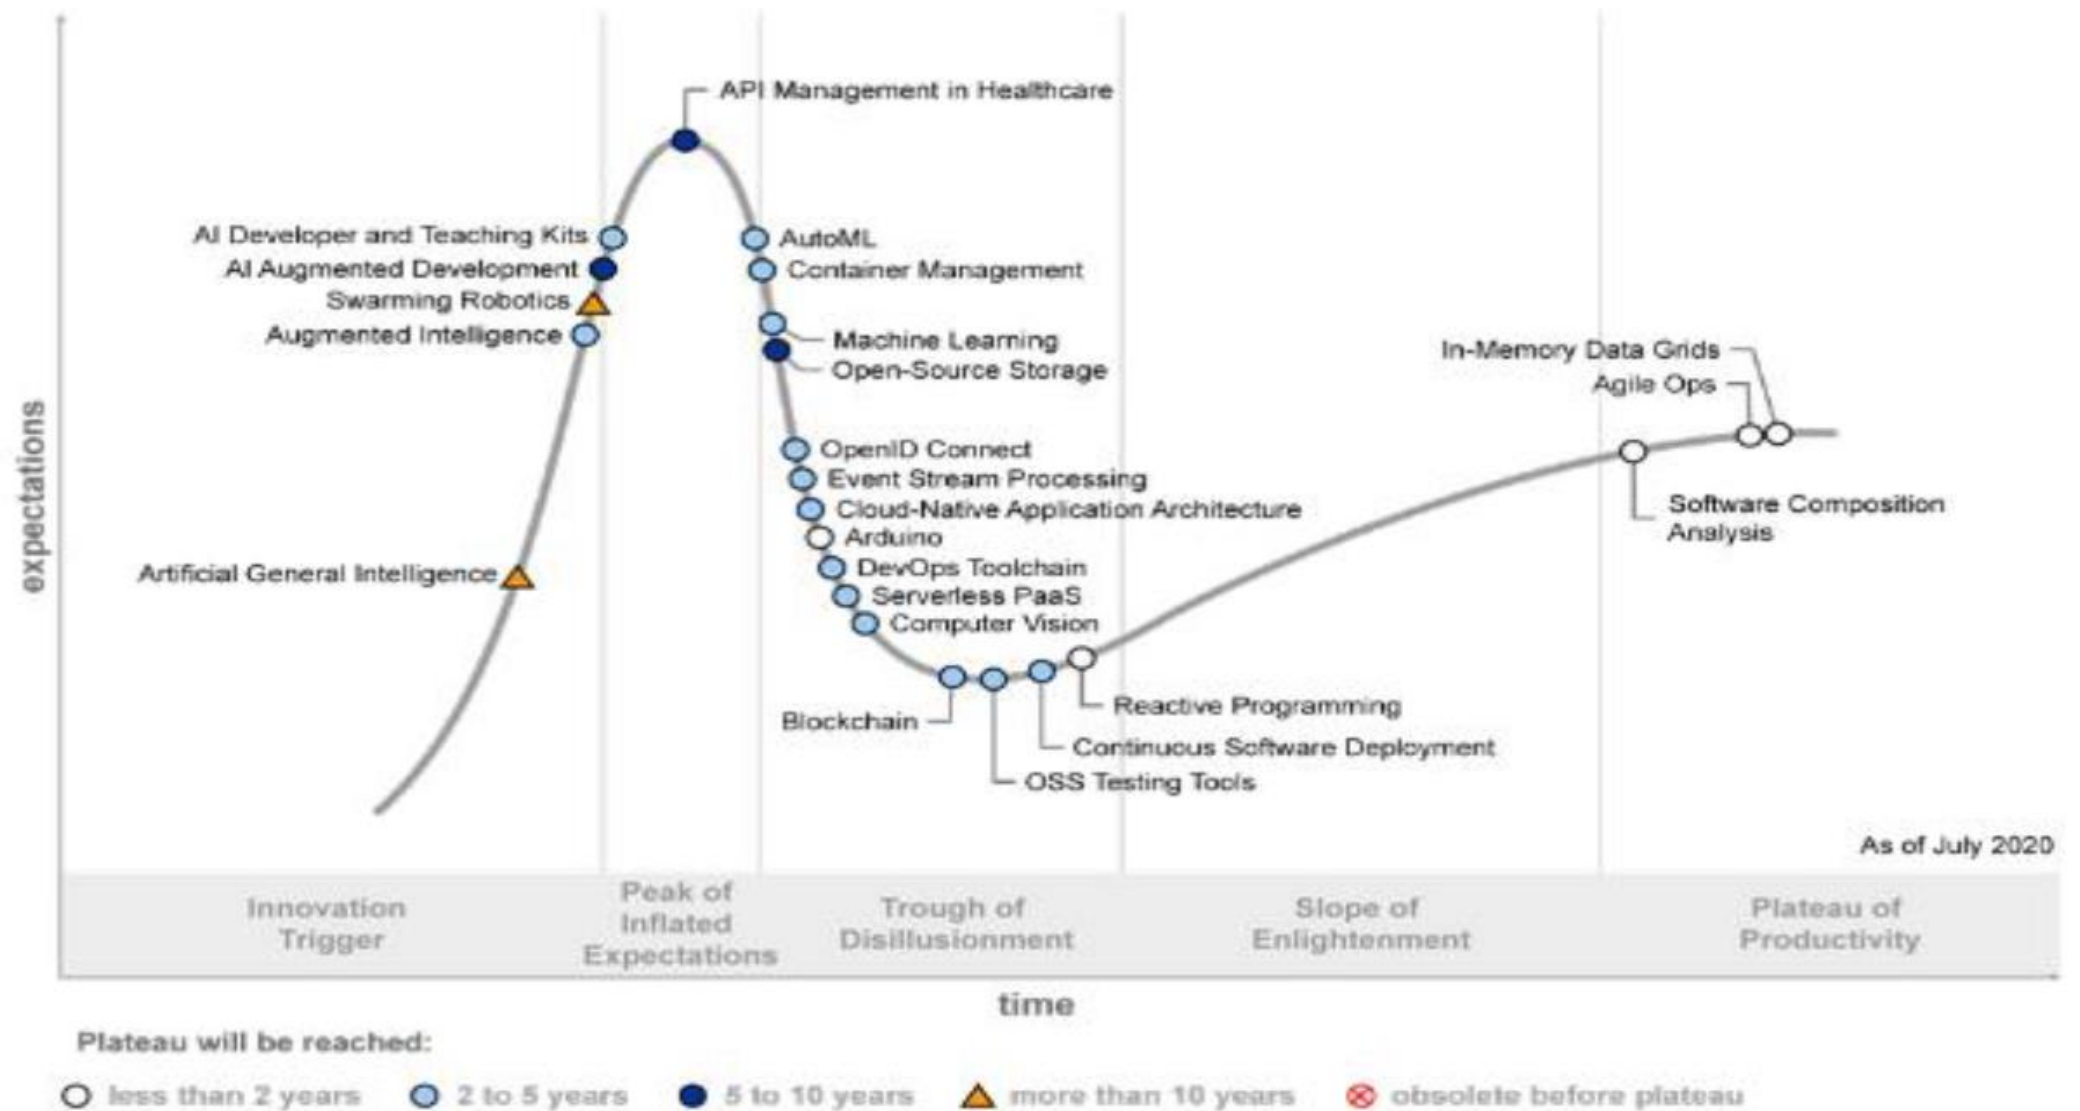 API Management in Healthcare
AI Developer and Teaching Kits
AutoML
AI Augmented Development
Container Management
Swarming Robotics
Augmented Intelligence
Machine Learning
Open-Source Storage
In-Memory Data Grids
Agile Ops
OpenID Connect
Event Stream Processing
Cloud-Native Application Architecture
Software Composition
Analysis
Arduino
DevOps Toolchain
Artificial General Intelligence
Serverless PaaS
Computer Vision
Reactive Programming
Blockchain
Continuous Software Deployment
OSS Testing Tools
expectations
As of July 2020
Innovation
Trigger
Peak of
Inflated
Expectations
Trough of
Disillusionment
Slope of
Enlightenment
Plateau of
Productivity
time
Plateau will be reached:
less than 2 years 2 to 5 years 5 to 10 years more than 10 years obsolete before plateau